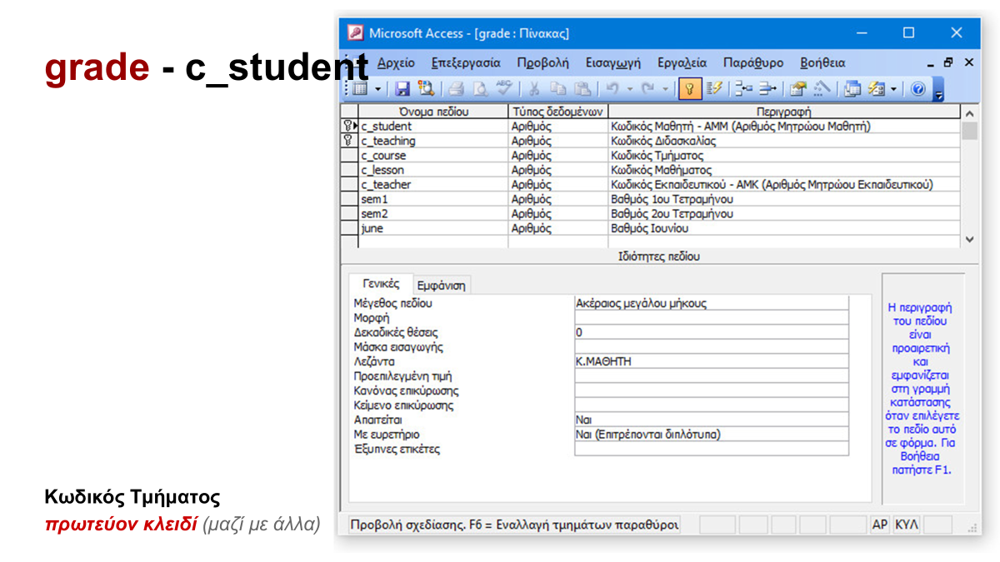 grade - c_student
Microsoft Access - [grade : Πίνακας]
Αρχείο Επεξεργασία Προβολή Εισαγωγή Εργαλεία Παράθυρο Βοήθεια
Όνομα πεδίου Τύπος δεδομένων Περιγραφή
c_student Αριθμός Κωδικός Μαθητή - ΑΜΜ (Αριθμός Μητρώου Μαθητή)
c_teaching Αριθμός Κωδικός Διδασκαλίας
c_course Αριθμός Κωδικός Τμήματος
c_lesson Αριθμός Κωδικός Μαθήματος
c_teacher Αριθμός Κωδικός Εκπαιδευτικού - ΑΜΚ (Αριθμός Μητρώου Εκπαιδευτικού)
sem1 Αριθμός Βαθμός 1ου Τετραμήνου
sem2 Αριθμός Βαθμός 2ου Τετραμήνου
june Αριθμός Βαθμός Ιουνίου
Ιδιότητες πεδίου
Γενικές Εμφάνιση
Μέγεθος πεδίου Ακέραιος μεγάλου μήκους
Μορφή
Δεκαδικές θέσεις 0
Μάσκα εισαγωγής
Λεζάντα Κ.ΜΑΘΗΤΗ
Προεπιλεγμένη τιμή
Κανόνας επικύρωσης
Κείμενο επικύρωσης
Απαιτείται Ναι
Με ευρετήριο Ναι (Επιτρέπονται διπλότυπα)
Έξυπνες ετικέτες
Η περιγραφή
του πεδίου
είναι
προαιρετική
και
εμφανίζεται
στη γραμμή
κατάστασης
όταν επιλέγετε
το πεδίο αυτό
σε φόρμα. Για
Βοήθεια
πατήστε F1.
Κωδικός Τμήματος
πρωτεύον κλειδί (μαζί με άλλα)
Προβολή σχεδίασης. F6 = Εναλλαγή τμημάτων παραθύρου ΑΡ ΚΥΛ